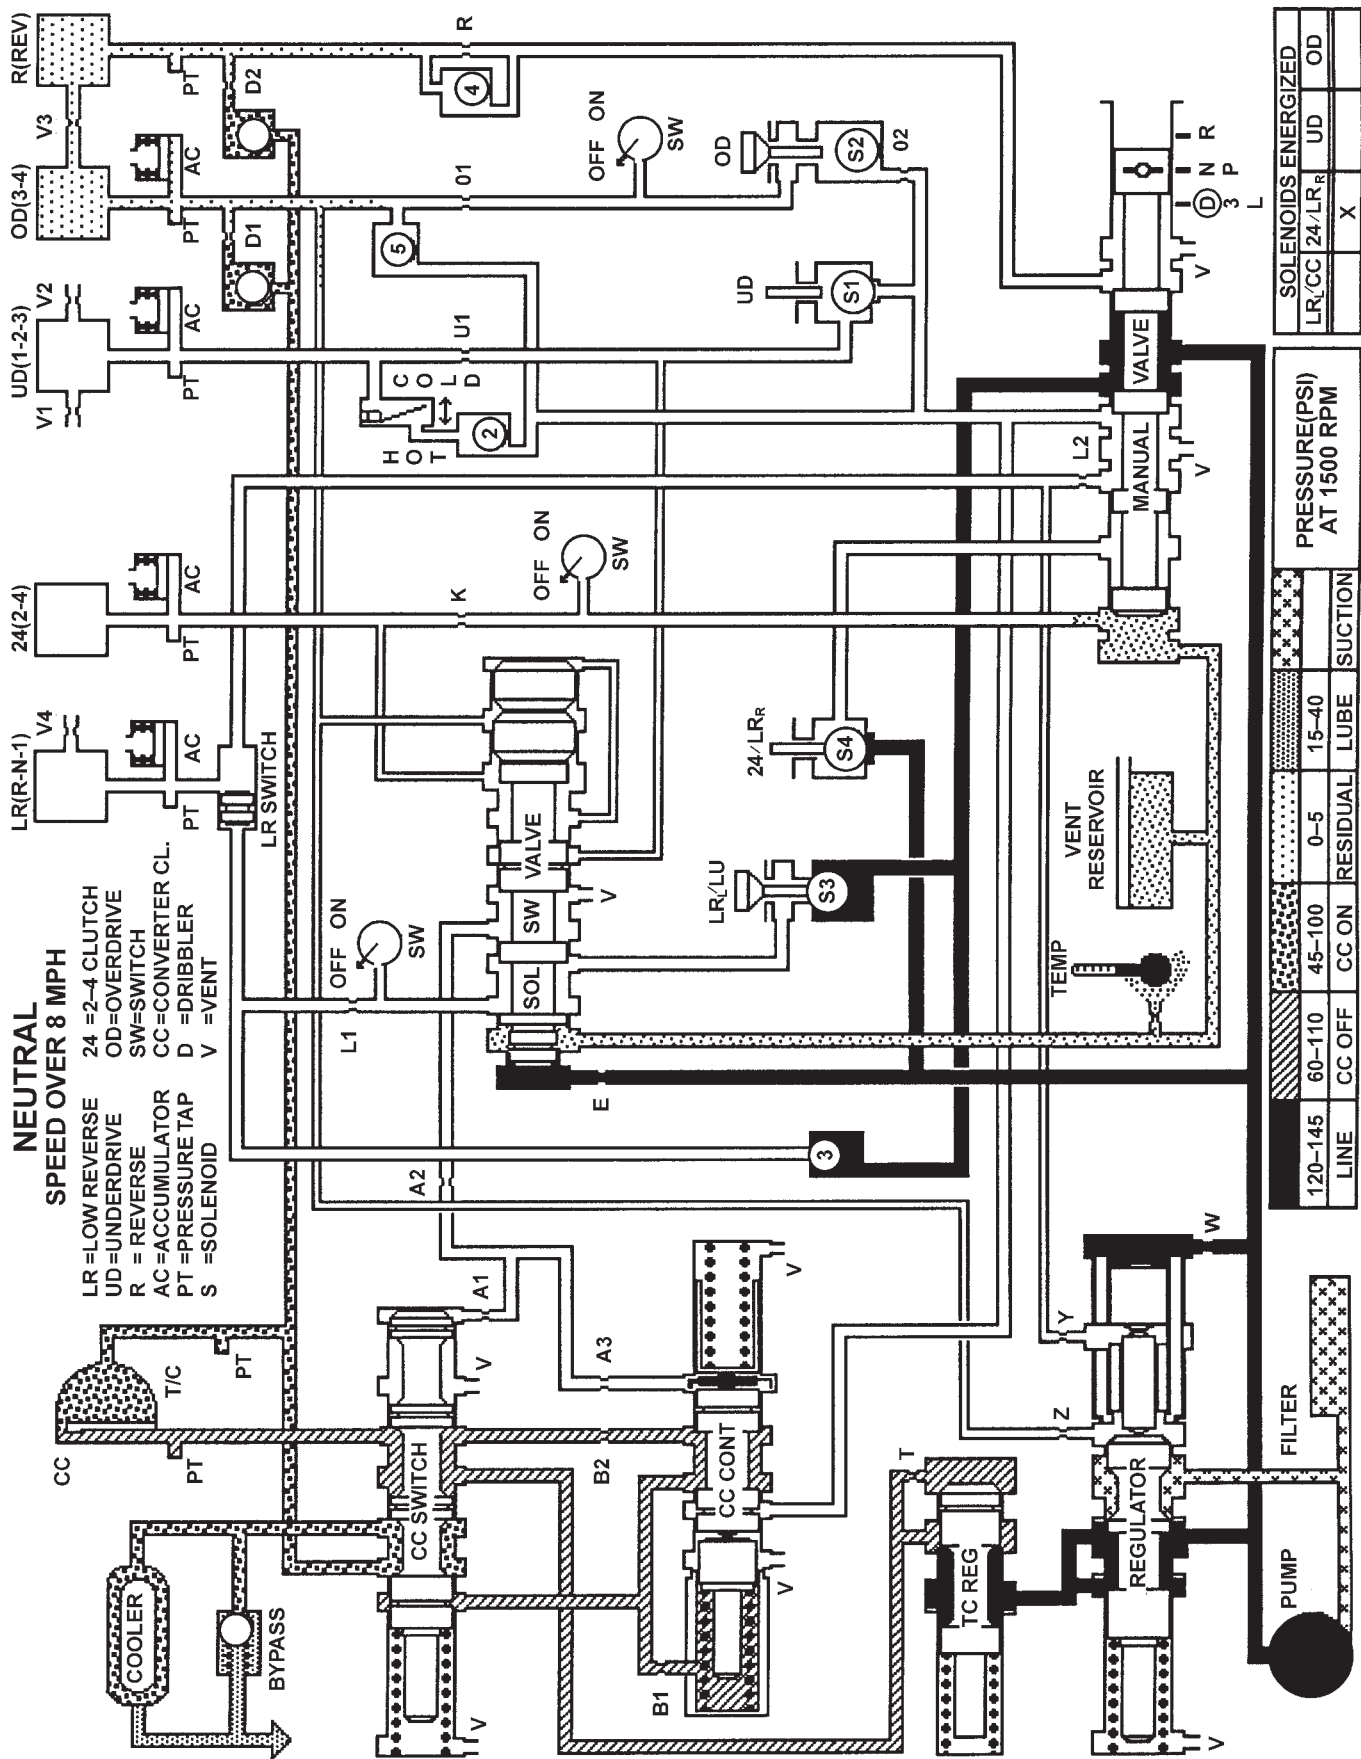 NEUTRAL
SPEED OVER 8 MPH
LR =LOW REVERSE
UD=UNDERDRIVE
R = REVERSE
AC=ACCUMULATOR
PT =PRESSURE TAP
S =SOLENOID
24 =2–4 CLUTCH
OD=OVERDRIVE
SW=SWITCH
CC=CONVERTER CL.
D =DRIBBLER
V =VENT
LR(R-N-1)
V4
AC
PT
LR SWITCH
24(2-4)
AC
PT
K
UD(1-2-3)
V1
V2
AC
PT
U1
OD(3-4)
V3
AC
PT
D1
01
R(REV)
PT
D2
R
4
5
HOT
COLD
2
OFF ON
SW
OFF ON
SW
OFF ON
SW
L1
OD
S2
02
UD
S1
24/LRR
S4
LRL/LU
S3
SOL
SW
VALVE
V
E
3
A2
A1
A3
CC
T/C
PT
PT
COOLER
BYPASS
CC SWITCH
V
V
B2
B1
CC CONT
V
V
T
TC REG
Z
Y
W
REGULATOR
V
PUMP
FILTER
TEMP
VENT
RESERVOIR
MANUAL
VALVE
L2
V
V
D N R
3 P
L
120–145 60–110 45–100 0–5 15–40
LINE CC OFF CC ON RESIDUAL LUBE SUCTION
PRESSURE(PSI)
AT 1500 RPM
SOLENOIDS ENERGIZED
LRL/CC 24/LRR UD OD
X